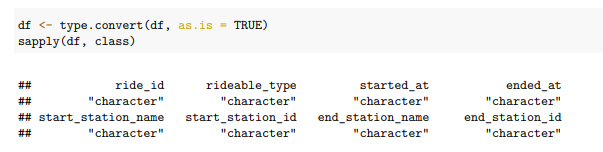 df <- type.convert(df, as.is = TRUE)
sapply(df, class)
## ride_id rideable_type started_at ended_at
## "character" "character" "character" "character"
## start_station_name start_station_id end_station_name end_station_id
## "character" "character" "character" "character"